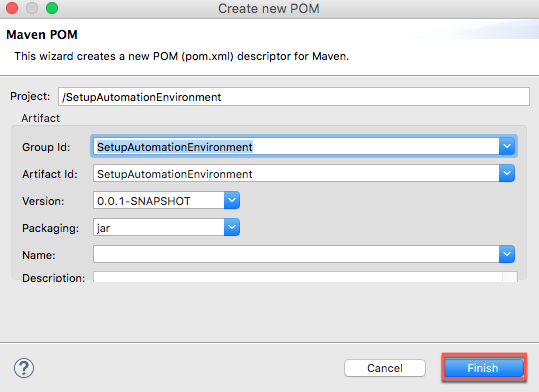 Create new POM
Maven POM
This wizard creates a new POM (pom.xml) descriptor for Maven.
Project: /SetupAutomationEnvironment
Artifact
Group Id: SetupAutomationEnvironment
Artifact Id: SetupAutomationEnvironment
Version: 0.0.1-SNAPSHOT
Packaging: jar
Name:
Description:
? Cancel Finish